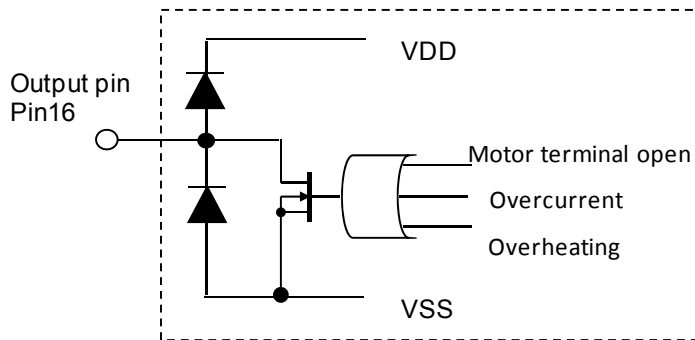 VDD
Output pin
Pin16
Motor terminal open
Overcurrent
Overheating
VSS